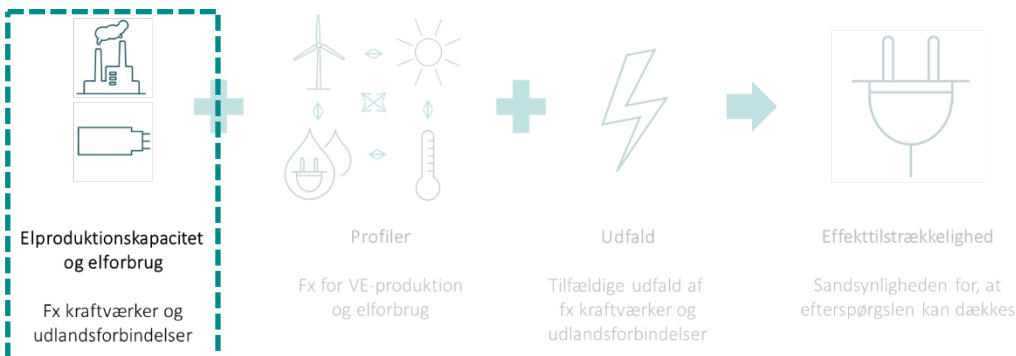 Elproduktionskapacitet
og elforbrug
Fx kraftværker og
udlandsforbindelser
Profiler
Fx for VE-produktion
og elforbrug
Udfald
Tilfældige udfald af
fx kraftværker og
udlandsforbindelser
Effekttilstrækkelighed
Sandsynligheden for, at
efterspørgslen kan dækkes